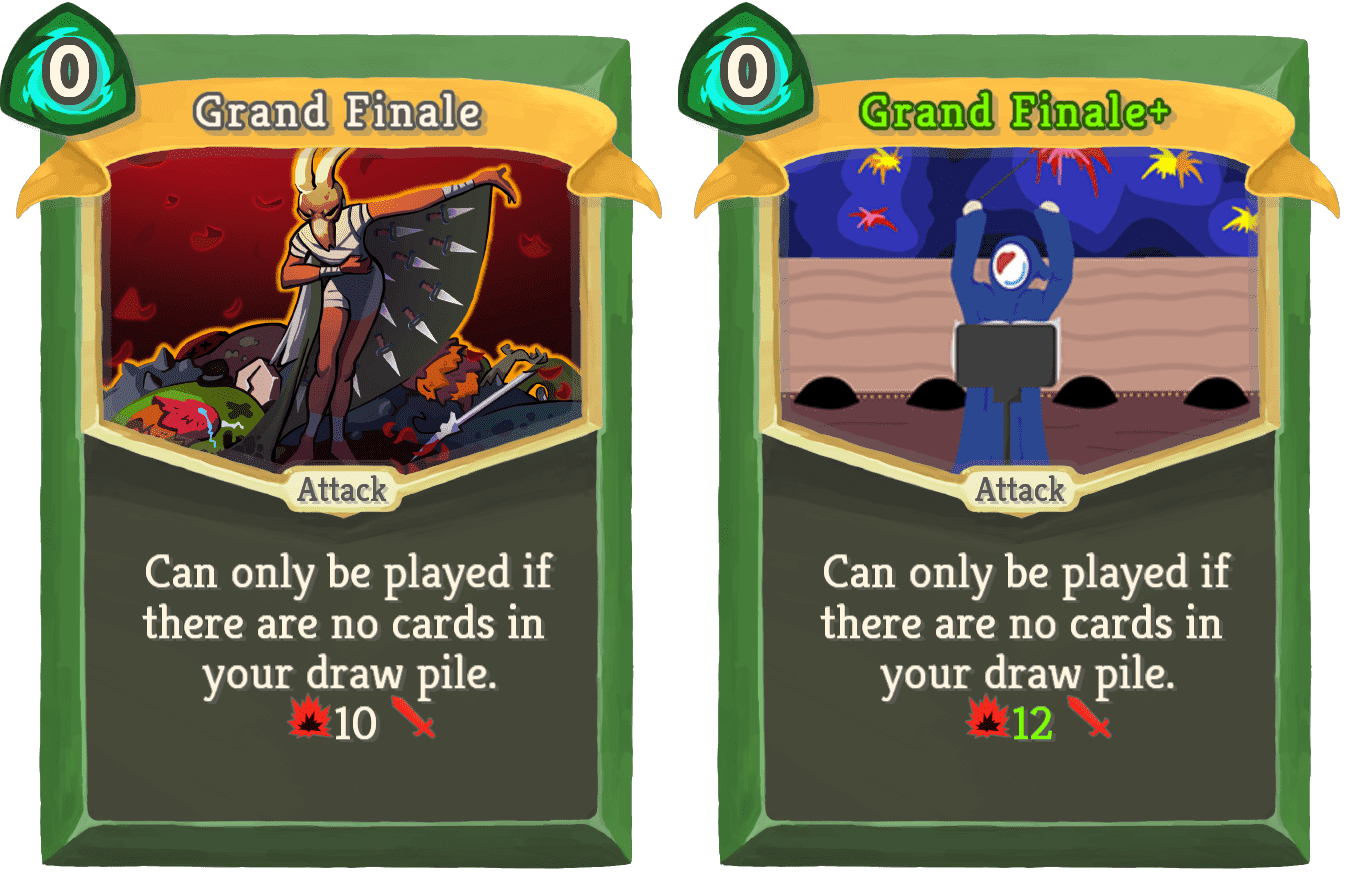 0
Grand Finale
Attack
Can only be played if
there are no cards in
your draw pile.
10
0
Grand Finale+
Attack
Can only be played if
there are no cards in
your draw pile.
12